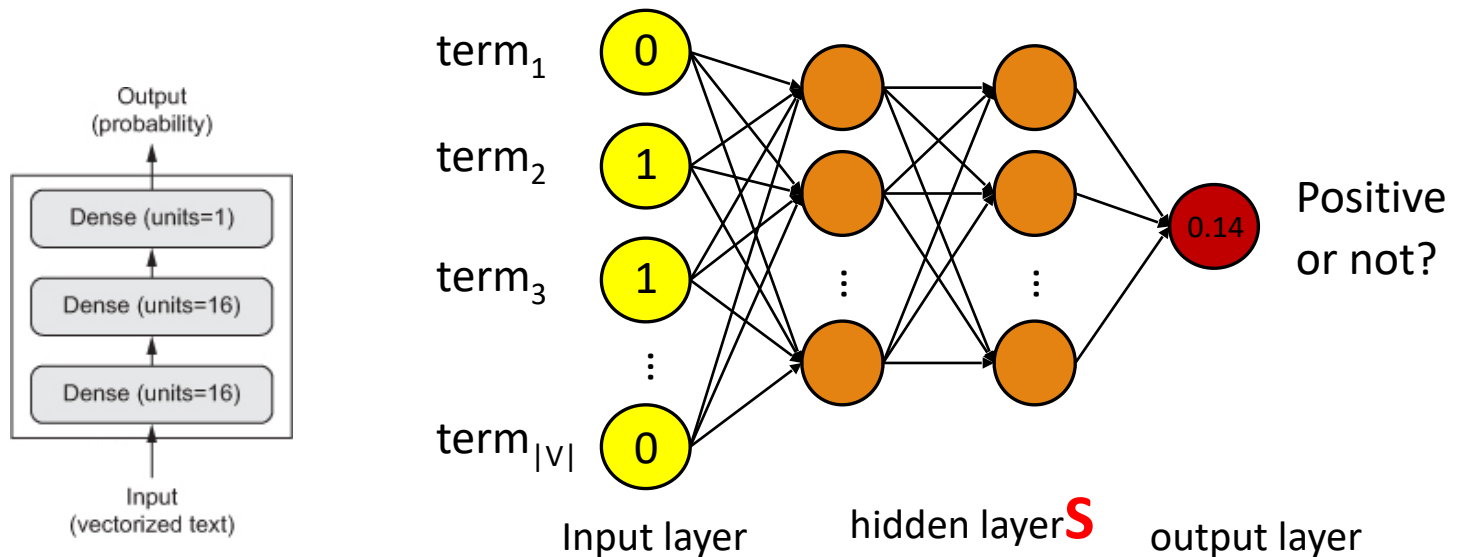 Output
(probability)
Dense (units=1)
Dense (units=16)
Dense (units=16)
Input
(vectorized text)
term1
0
term2
1
term3
1
⋮
term|V|
0
⋮
⋮
0.14
Positive
or not?
Input layer
hidden layerS
output layer